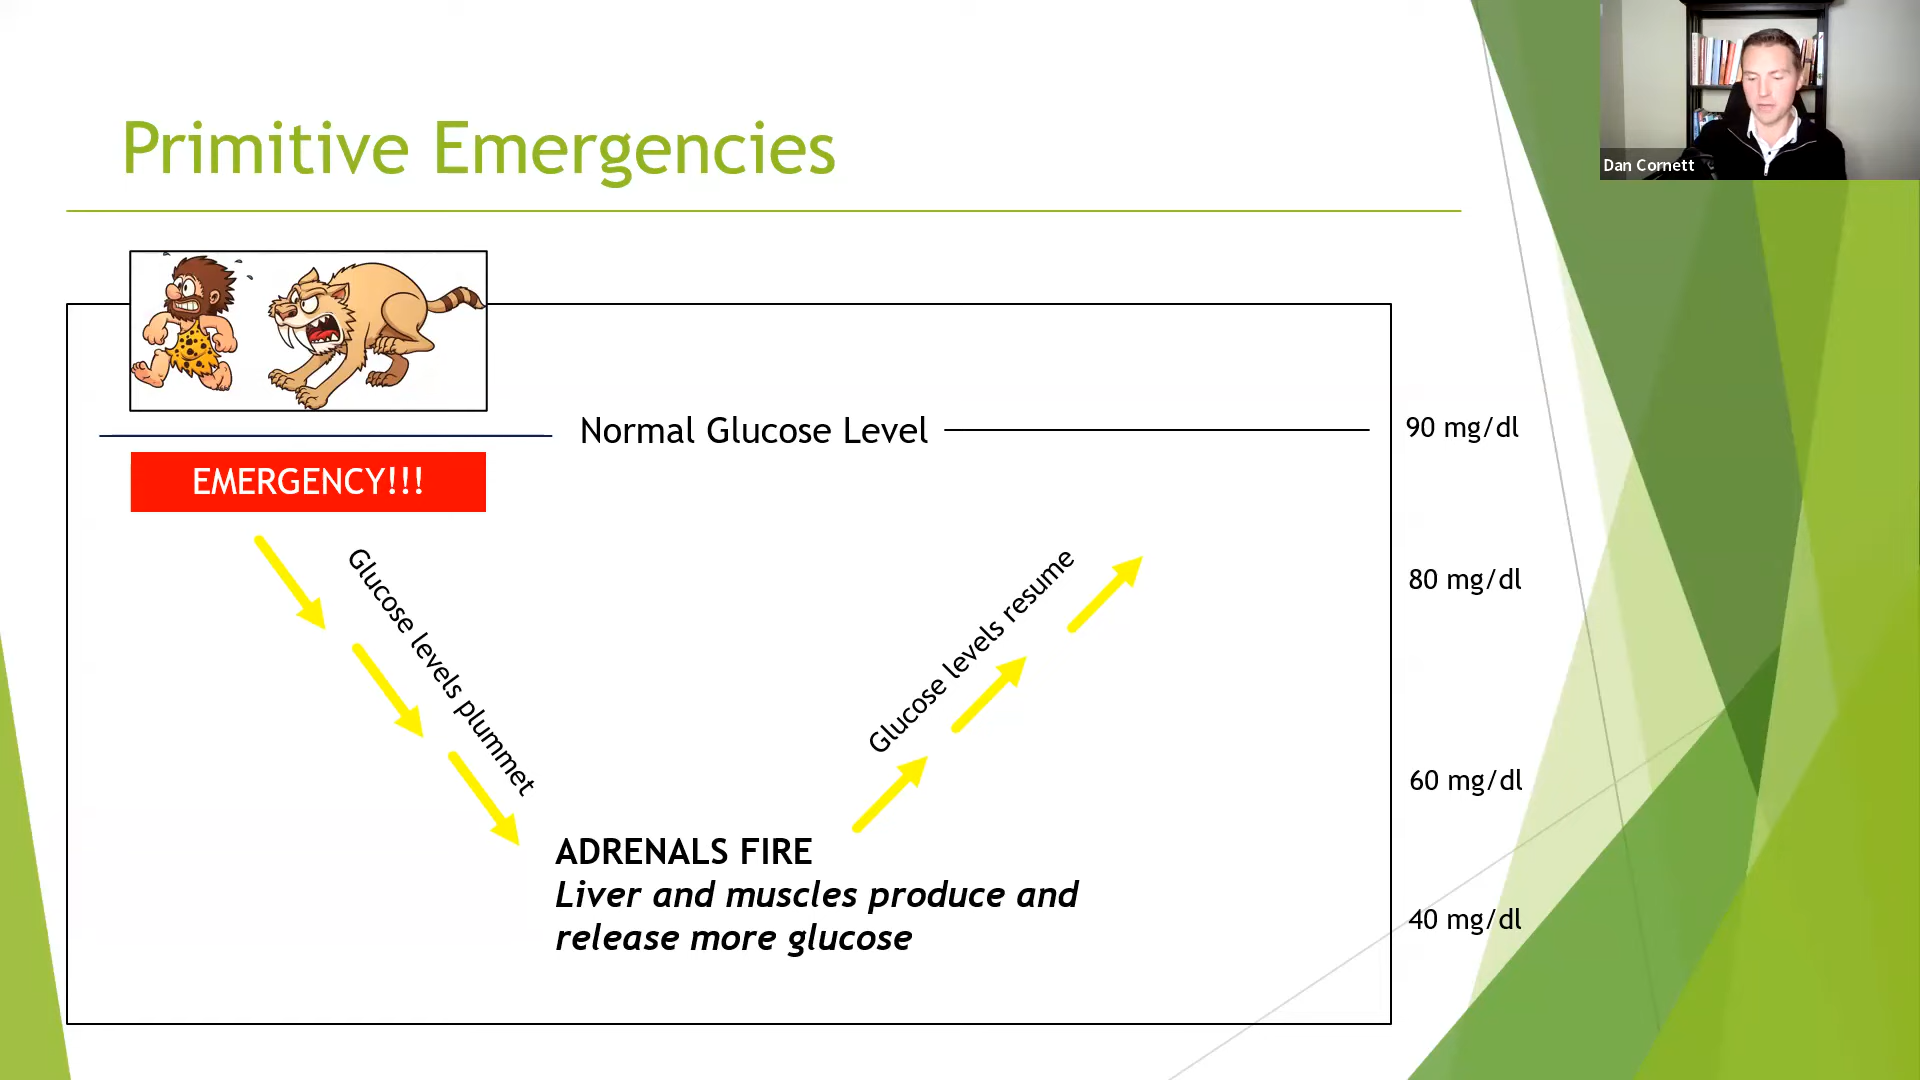 Primitive Emergencies
Dan Cornett
Normal Glucose Level
90 mg/dl
EMERGENCY!!!
Glucose levels plummet
Glucose levels resume
80 mg/dl
60 mg/dl
ADRENALS FIRE
Liver and muscles produce and
release more glucose
40 mg/dl